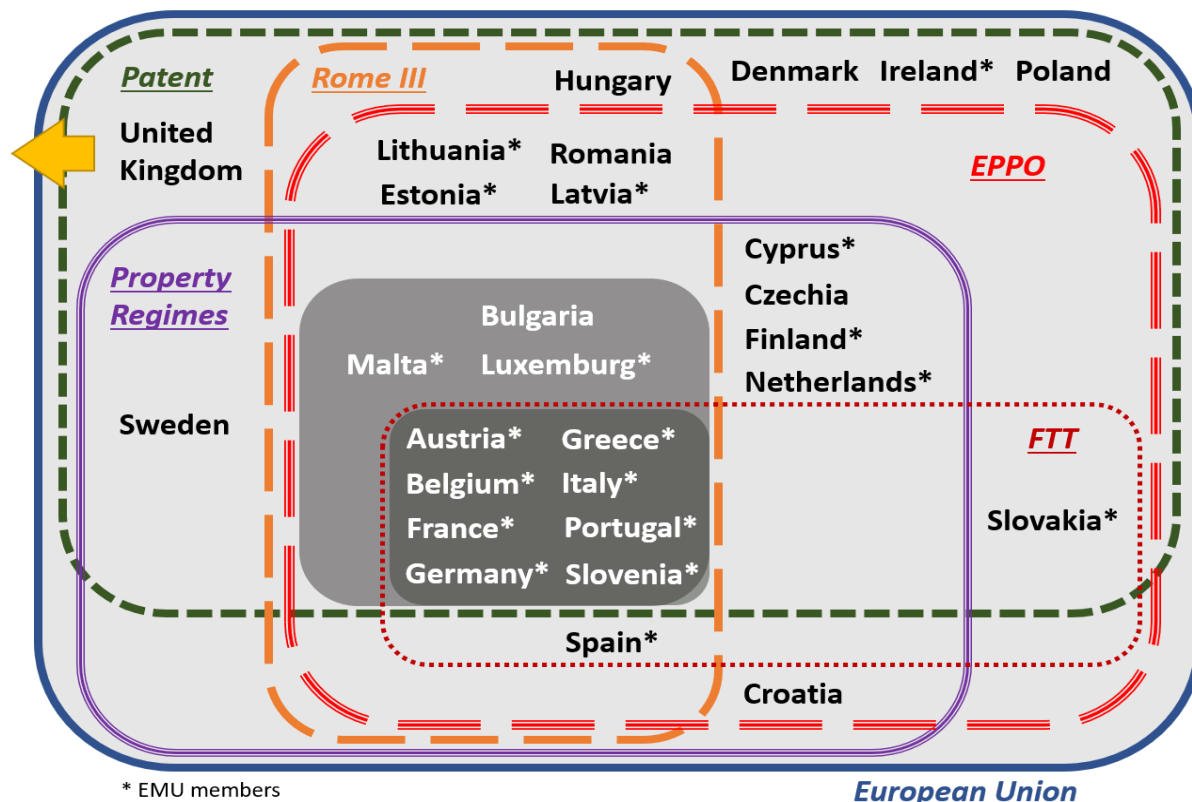 Patent
Rome III
Hungary
Denmark Ireland* Poland
United
Kingdom
Lithuania* Romania
Estonia* Latvia*
EPPO
Property
Regimes
Cyprus*
Czechia
Finland*
Netherlands*
Bulgaria
Malta* Luxemburg*
Sweden
Austria* Greece*
Belgium* Italy*
France* Portugal*
Germany* Slovenia*
FTT
Slovakia*
Spain*
Croatia
* EMU members
European Union